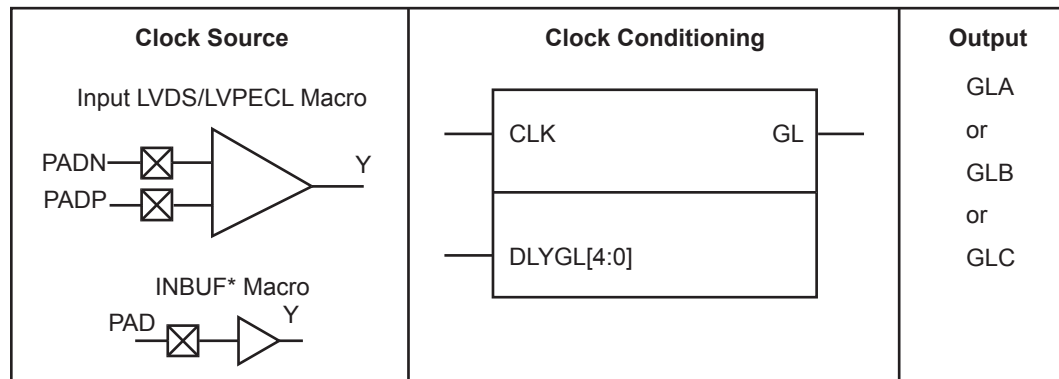 Clock Source
Input LVDS/LVPECL Macro
PADN
PADP
Y
INBUF* Macro
PAD
Y
Clock Conditioning
CLK
GL
DLYGL[4:0]
Output
GLA
or
GLB
or
GLC